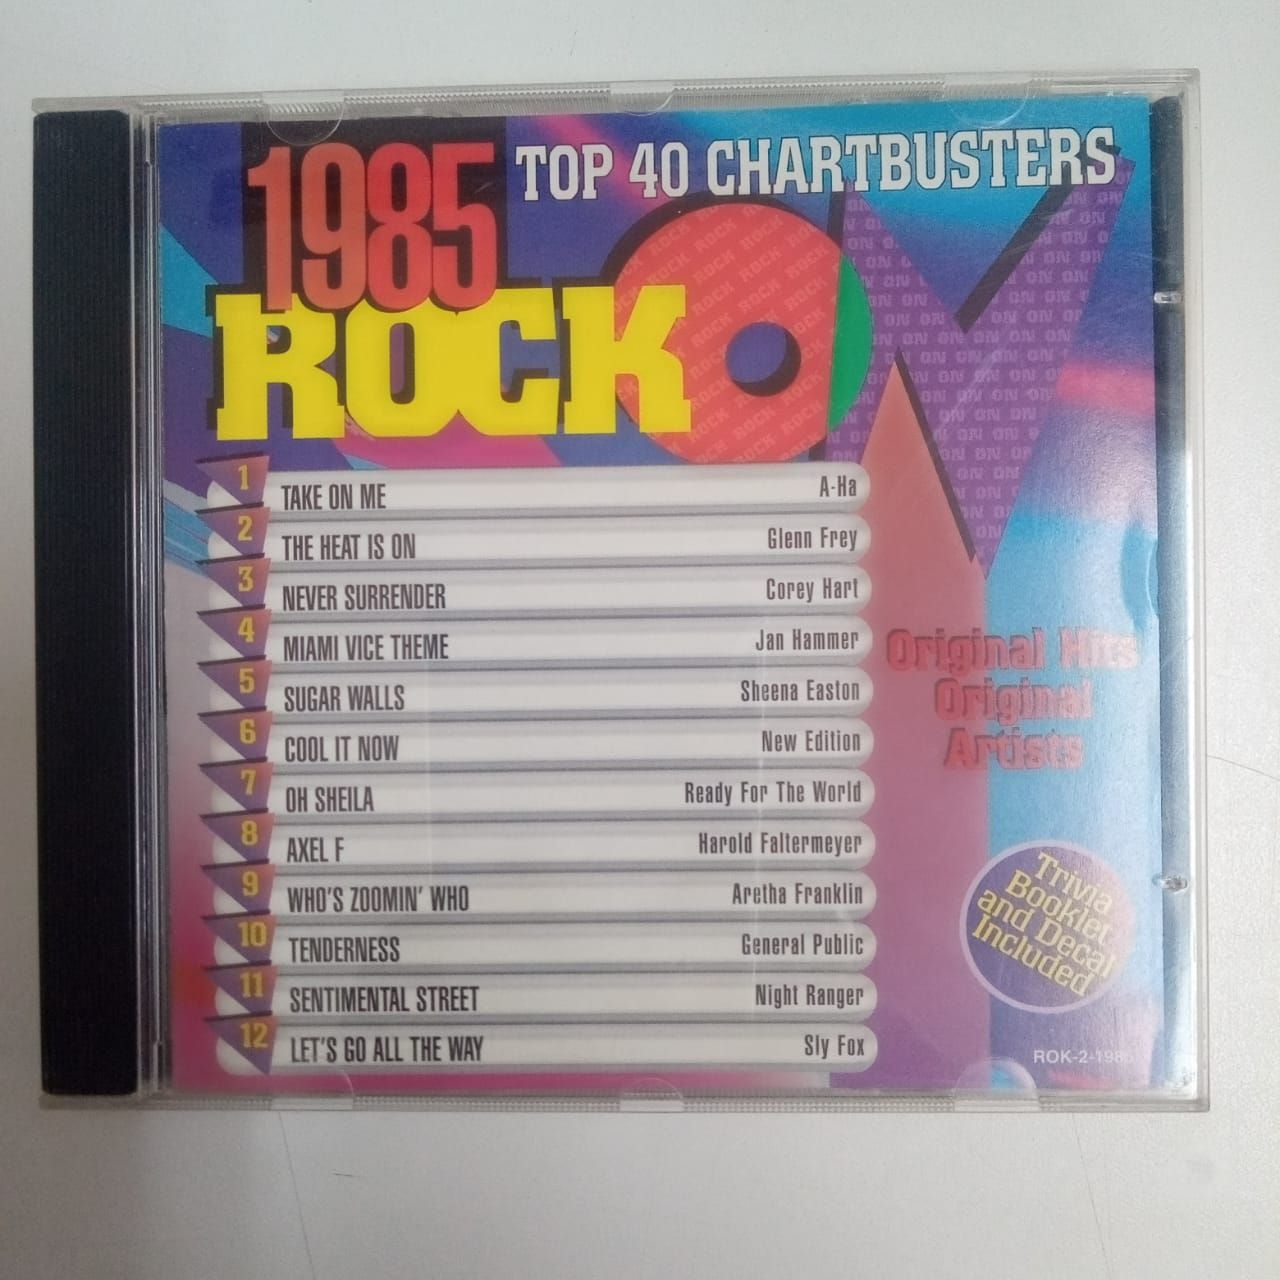 1985 TOP 40 CHARTBUSTERS
ROCK ON
1 TAKE ON ME A-Ha
2 THE HEAT IS ON Glenn Frey
3 NEVER SURRENDER Corey Hart
4 MIAMI VICE THEME Jan Hammer
5 SUGAR WALLS Sheena Easton
6 COOL IT NOW New Edition
7 OH SHEILA Ready For The World
8 AXEL F Harold Faltermeyer
9 WHO'S ZOOMIN' WHO Aretha Franklin
10 TENDERNESS General Public
11 SENTIMENTAL STREET Night Ranger
12 LET'S GO ALL THE WAY Sly Fox
Original Hits
Original
Artists
Trivia
Booklet
and Decal
Included
ROK-2-1985